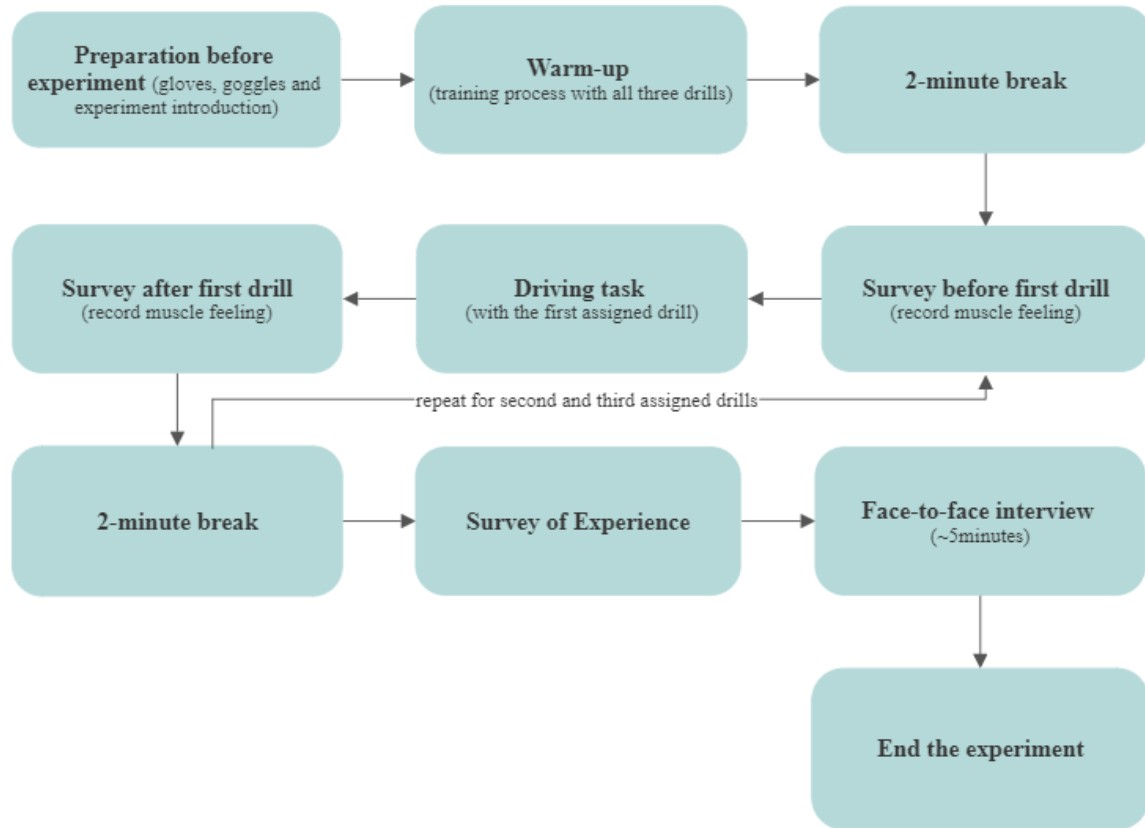 Preparation before
experiment (gloves, goggles and
experiment introduction)
Warm-up
(training process with all three drills)
2-minute break
Survey before first drill
(record muscle feeling)
Driving task
(with the first assigned drill)
Survey after first drill
(record muscle feeling)
repeat for second and third assigned drills
2-minute break
Survey of Experience
Face-to-face interview
(~5minutes)
End the experiment